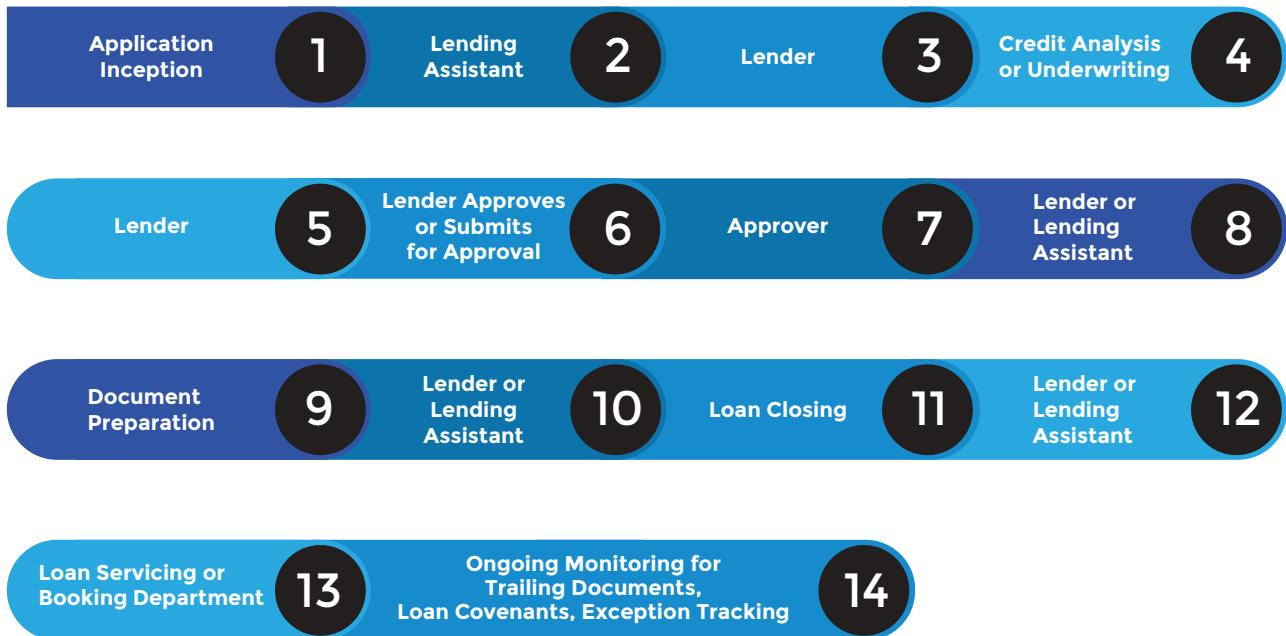 Application
Inception
1
Lending
Assistant
2
Lender
3
Credit Analysis
or Underwriting
4
Lender
5
Lender Approves
or Submits
for Approval
6
Approver
7
Lender or
Lending
Assistant
8
Document
Preparation
9
Lender or
Lending
Assistant
10
Loan Closing
11
Lender or
Lending
Assistant
12
Loan Servicing or
Booking Department
13
Ongoing Monitoring for
Trailing Documents,
Loan Covenants, Exception Tracking
14